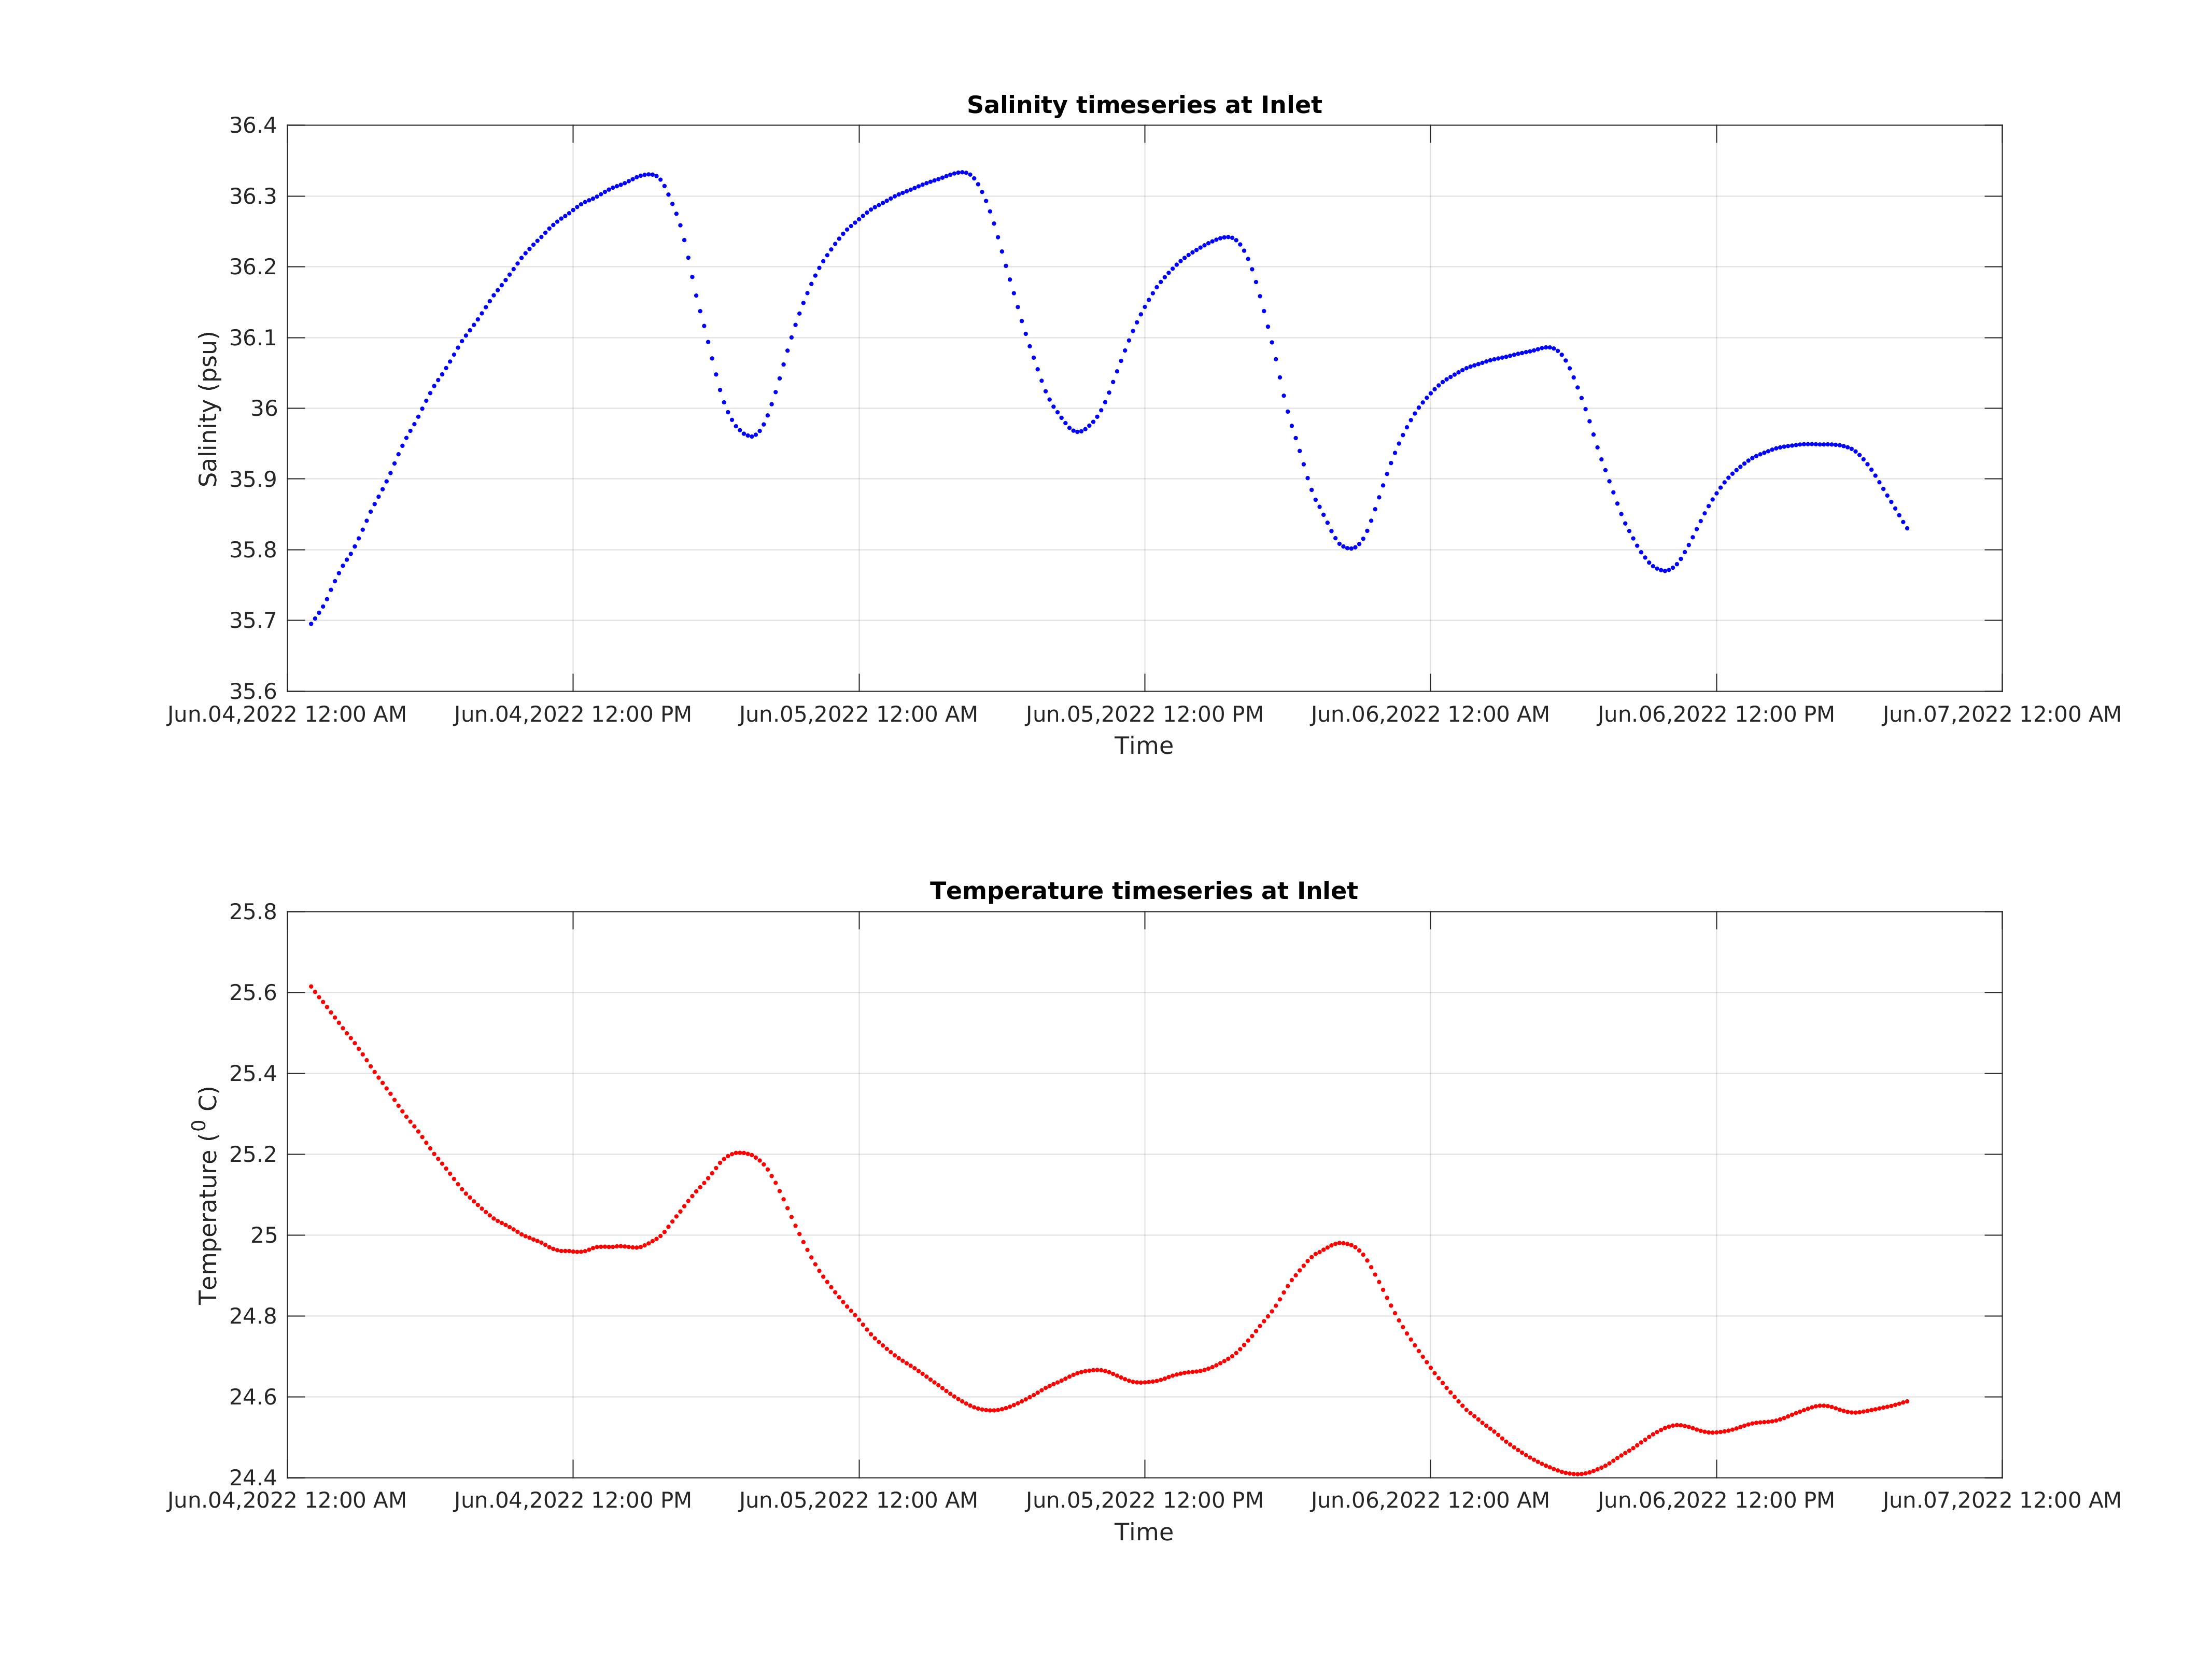 Salinity timeseries at Inlet
36.4
36.3
36.2
36.1
36
35.9
35.8
35.7
35.6
Salinity (psu)
Jun.04,2022 12:00 AM Jun.04,2022 12:00 PM Jun.05,2022 12:00 AM Jun.05,2022 12:00 PM Jun.06,2022 12:00 AM Jun.06,2022 12:00 PM Jun.07,2022 12:00 AM
Time
Temperature timeseries at Inlet
25.8
25.6
25.4
25.2
25
24.8
24.6
24.4
Temperature (⁰ C)
Jun.04,2022 12:00 AM Jun.04,2022 12:00 PM Jun.05,2022 12:00 AM Jun.05,2022 12:00 PM Jun.06,2022 12:00 AM Jun.06,2022 12:00 PM Jun.07,2022 12:00 AM
Time